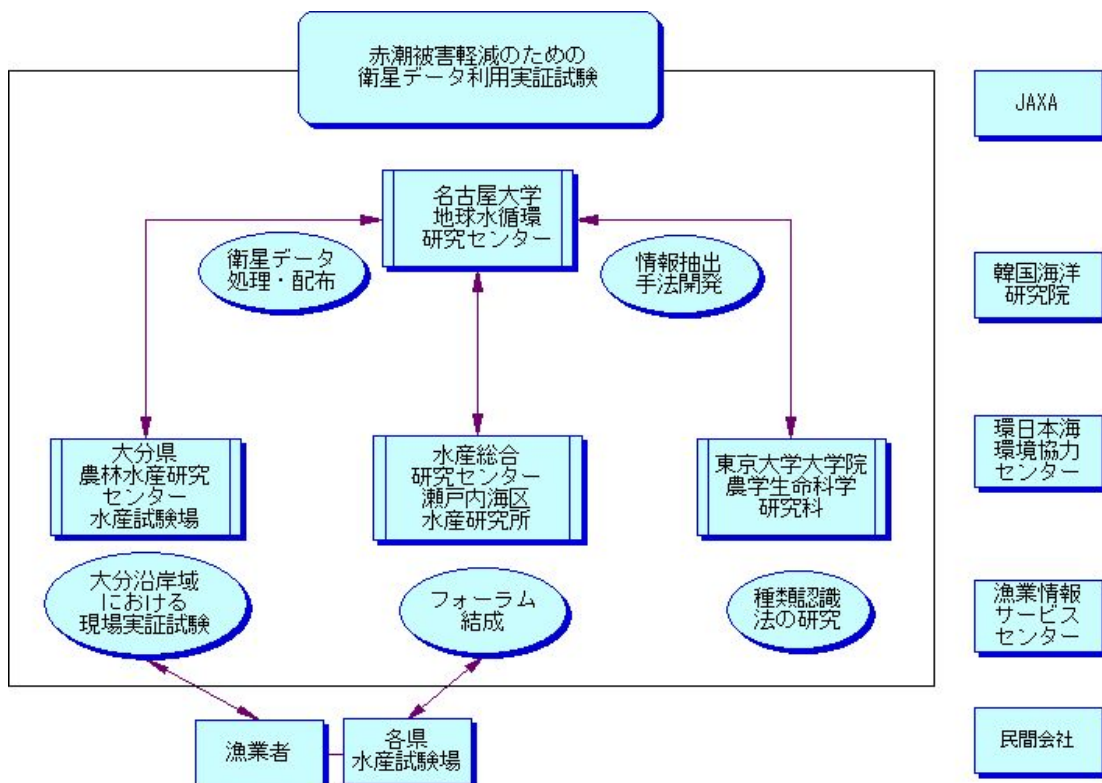 赤潮被害軽減のための
衛星データ利用実証試験
JAXA
名古屋大学
地球水循環
研究センター
衛星データ
処理・配布
情報抽出
手法開発
韓国海洋
研究院
大分県
農林水産研究
センター
水産試験場
水産総合
研究センター
瀬戸内海区
水産研究所
東京大学大学院
農学生命科学
研究科
環日本海
環境協力
センター
大分沿岸域
における
現場実証試験
フォーラム
結成
種類認識
法の研究
漁業情報
サービス
センター
漁業者
各県
水産試験場
民間会社